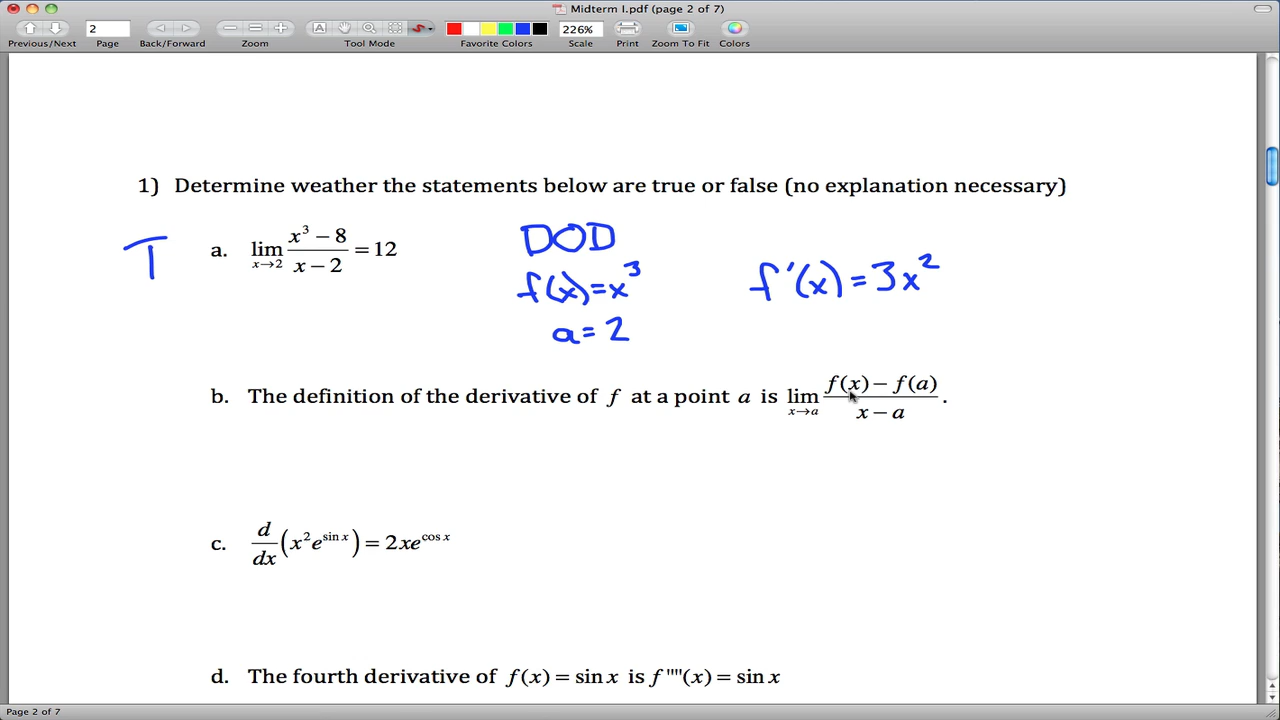 Midterm I.pdf (page 2 of 7)
2 226%
Previous/Next Page Back/Forward Zoom Tool Mode Favorite Colors Scale Print Zoom To Fit Colors
1) Determine weather the statements below are true or false (no explanation necessary)
T a. lim x→2 x³ − 8 / x − 2 = 12
DOD
f(x)=x³ f'(x)=3x²
a=2
b. The definition of the derivative of f at a point a is lim x→a f(x) − f(a) / x − a .
c. d/dx (x²e^sin x) = 2xe^cos x
d. The fourth derivative of f(x) = sin x is f''''(x) = sin x
Page 2 of 7